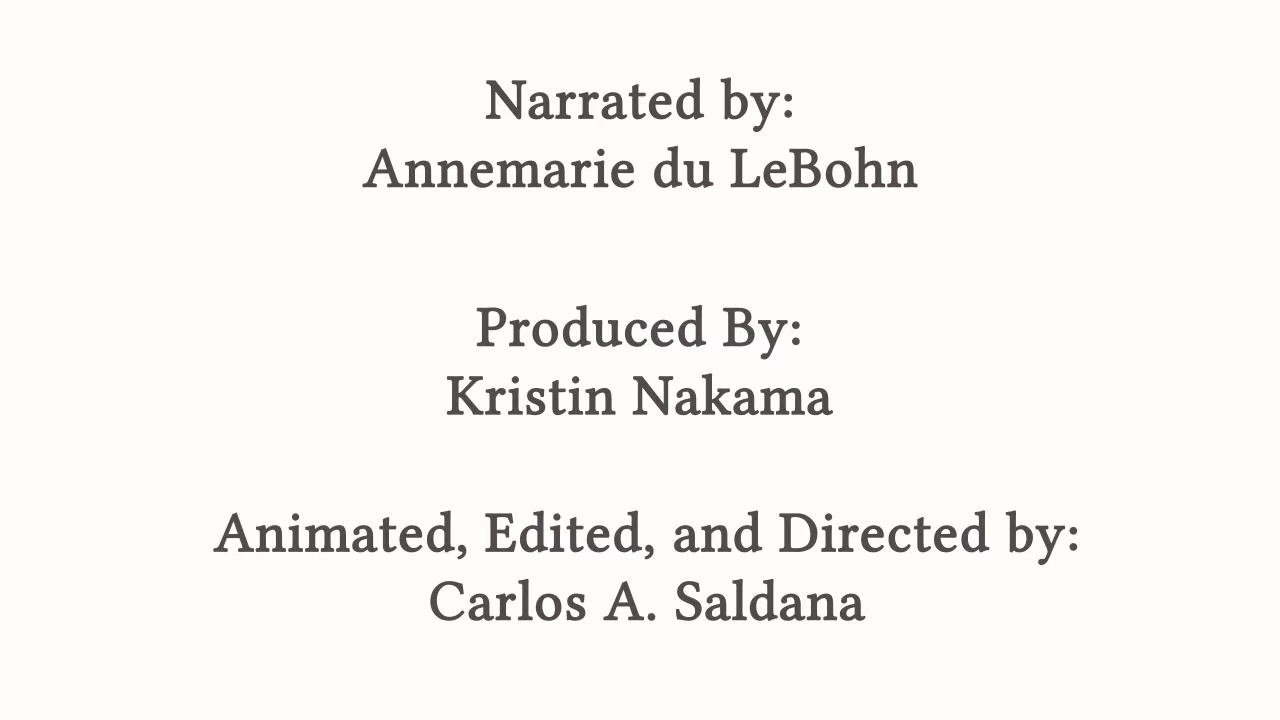 Narrated by:
Annemarie du LeBohn
Produced By:
Kristin Nakama
Animated, Edited, and Directed by:
Carlos A. Saldana